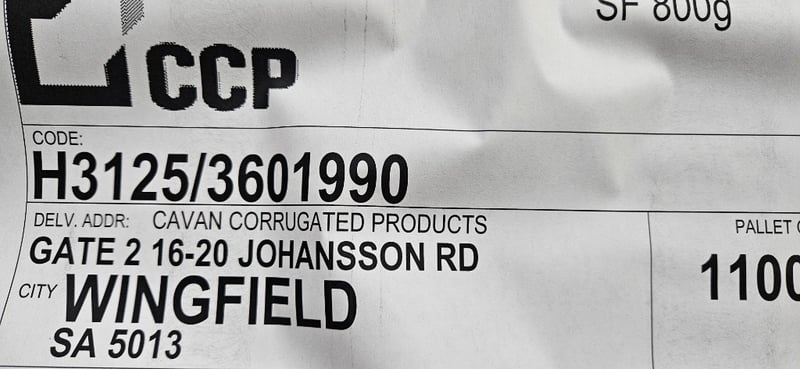 SF 800g
CCP
CODE:
H3125/3601990
DELV. ADDR: CAVAN CORRUGATED PRODUCTS
GATE 2 16-20 JOHANSSON RD
PALLET
1100
CITY WINGFIELD
SA 5013